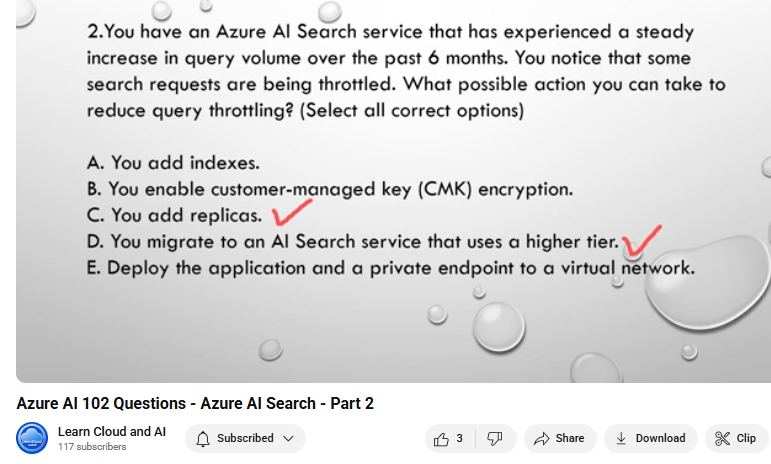 2.You have an Azure AI Search service that has experienced a steady
increase in query volume over the past 6 months. You notice that some
search requests are being throttled. What possible action you can take to
reduce query throttling? (Select all correct options)
A. You add indexes.
B. You enable customer-managed key (CMK) encryption.
C. You add replicas.
D. You migrate to an AI Search service that uses a higher tier.
E. Deploy the application and a private endpoint to a virtual network.
Azure AI 102 Questions - Azure AI Search - Part 2
Learn Cloud and AI
117 subscribers
Subscribed
3
Share
Download
Clip